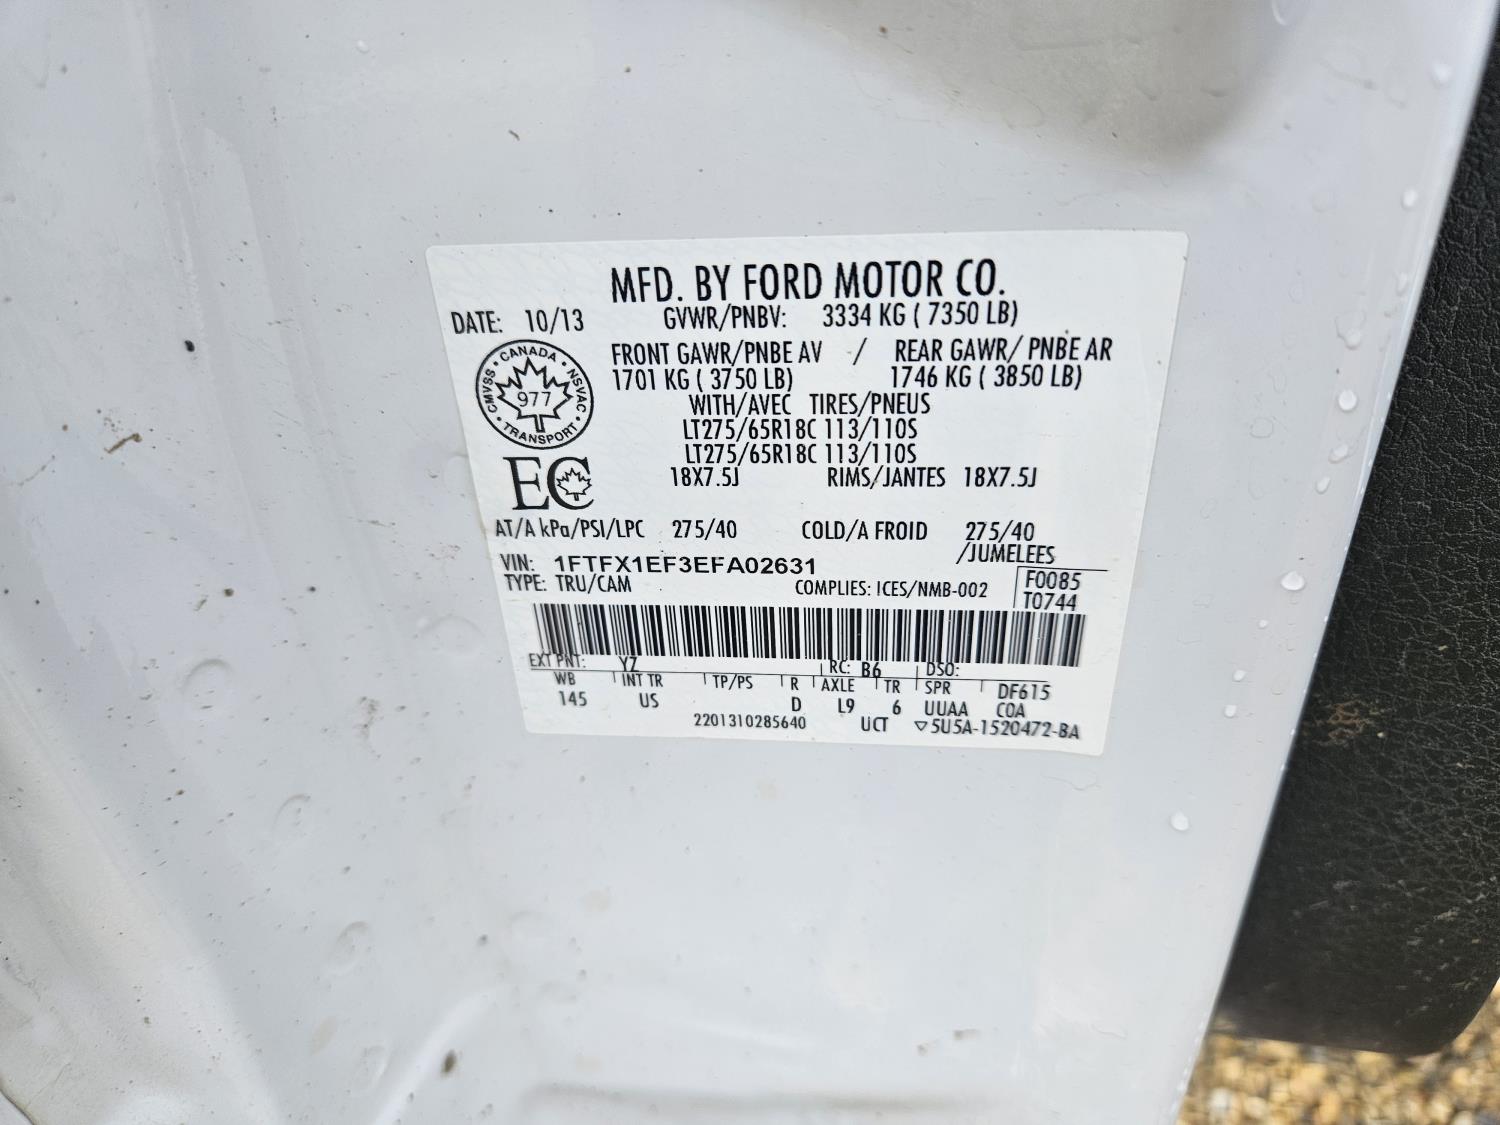 MFD. BY FORD MOTOR CO.
DATE: 10/13
GVWR/PNBV: 3334 KG ( 7350 LB)
FRONT GAWR/PNBE AV / REAR GAWR/ PNBE AR
1701 KG ( 3750 LB) 1746 KG ( 3850 LB)
WITH/AVEC TIRES/PNEUS
LT275/65R18C 113/110S
LT275/65R18C 113/110S
18X7.5J RIMS/JANTES 18X7.5J
CANADA
CMVSS
977
NSVAC
TRANSPORT
EC
AT/A kPa/PSI/LPC 275/40 COLD/A FROID 275/40
/JUMELEES
VIN: 1FTFX1EF3EFA02631
TYPE: TRU/CAM COMPLIES: ICES/NMB-002
F0085
T0744
EXT PNT: YZ RC: B6 DSO:
WB INT TR TP/PS R AXLE TR SPR DF615
145 US D L9 6 UUAA COA
2201310285640 UCT ▽5U5A-1520472-BA